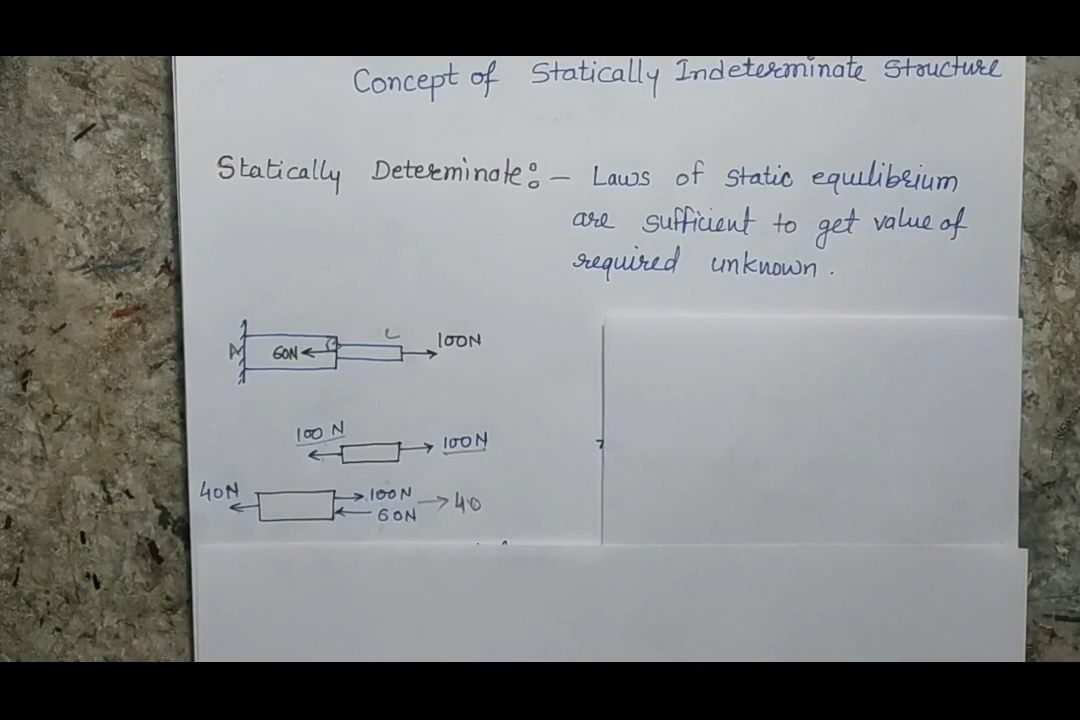 Concept of Statically Indeterminate Structure
Statically Determinate:- Laws of static equilibrium
are sufficient to get value of
required unknown.
A 60N C L 100N
100N 100N
40N 100N → 40
60N